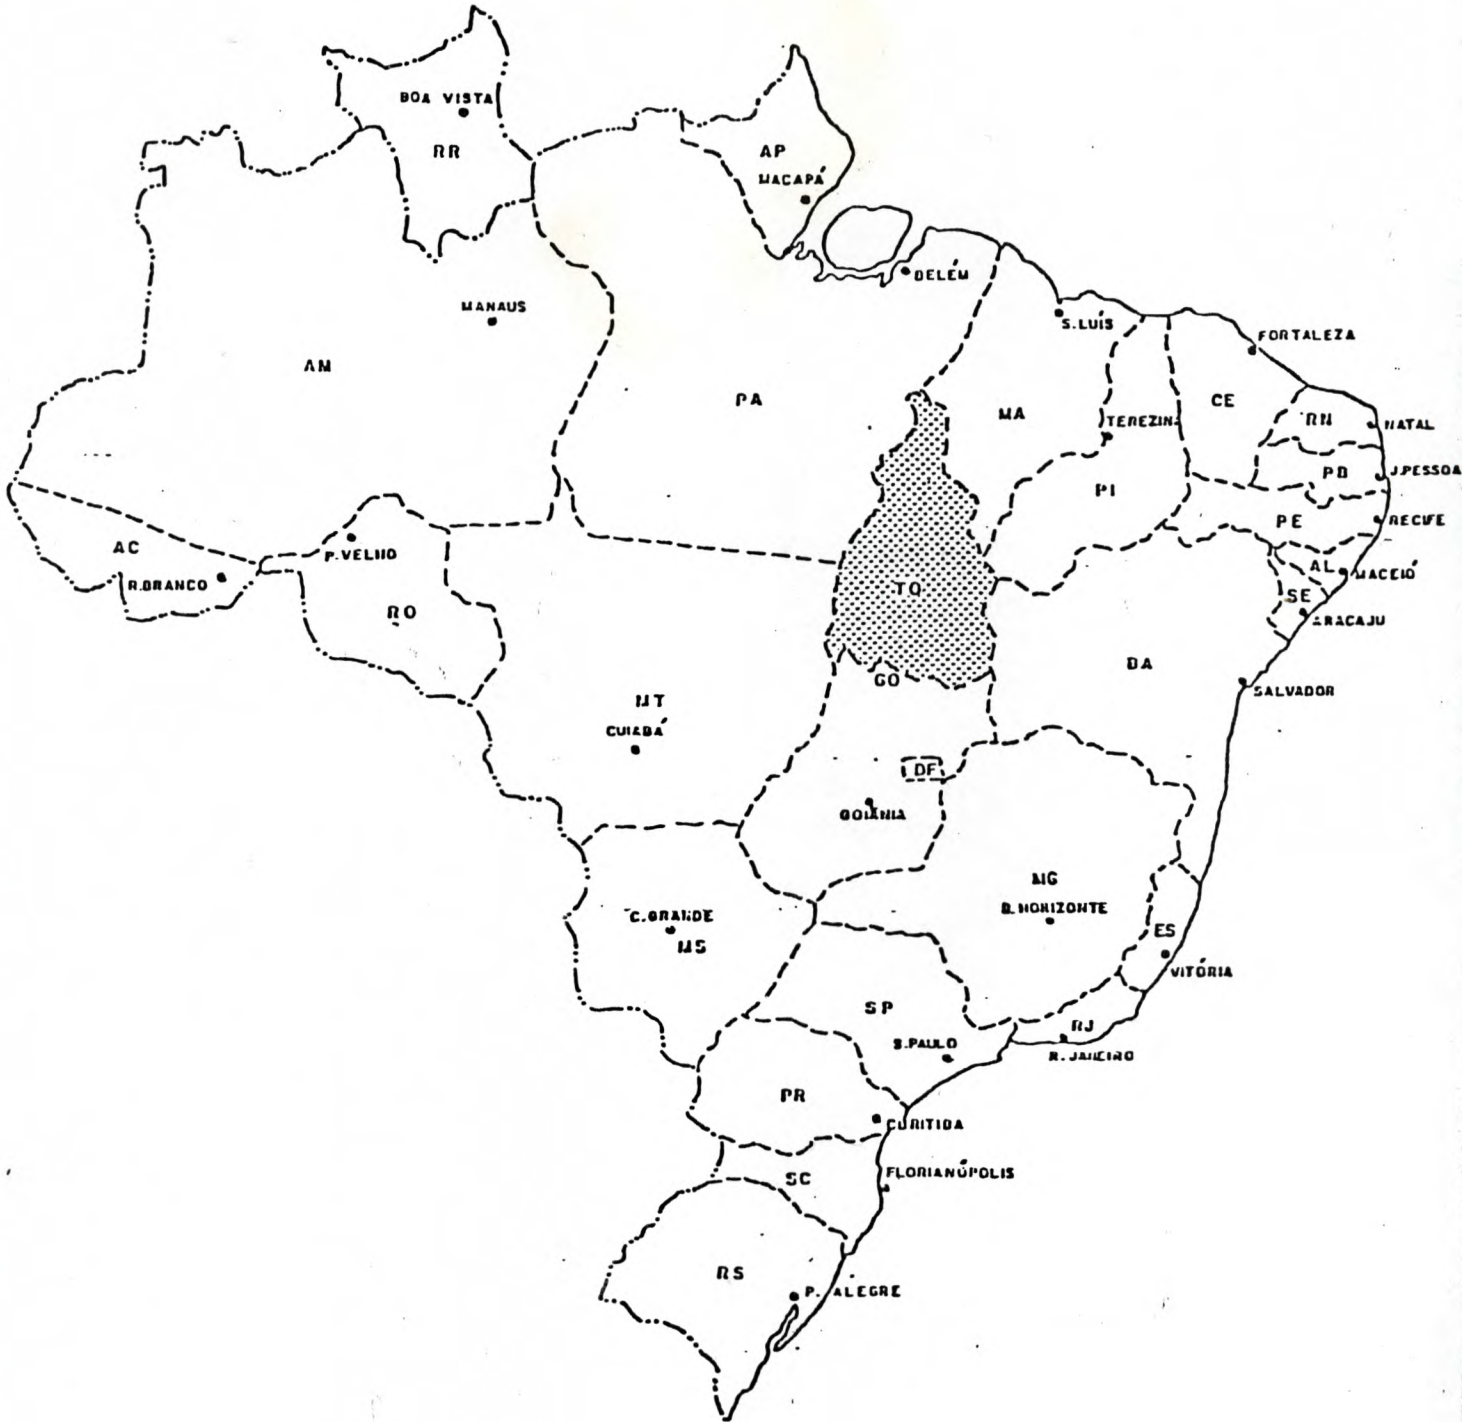 BOA VISTA
RR
AP
MACAPÁ
BELÉM
MANAUS
S.LUÍS
FORTALEZA
AM
PA
MA
CE
TEREZIN.
RN
NATAL
PB
J.PESSOA
PI
PE
RECIFE
AC
P.VELHO
R.BRANCO
AL
MACEIÓ
TO
SE
RO
ARACAJU
BA
GO
SALVADOR
MT
CUIABÁ
DF
GOIÂNIA
MG
B.HORIZONTE
C.GRANDE
MS
ES
VITÓRIA
SP
RJ
S.PAULO
R.JANEIRO
PR
CURITIBA
SC
FLORIANÓPOLIS
RS
P. ALEGRE